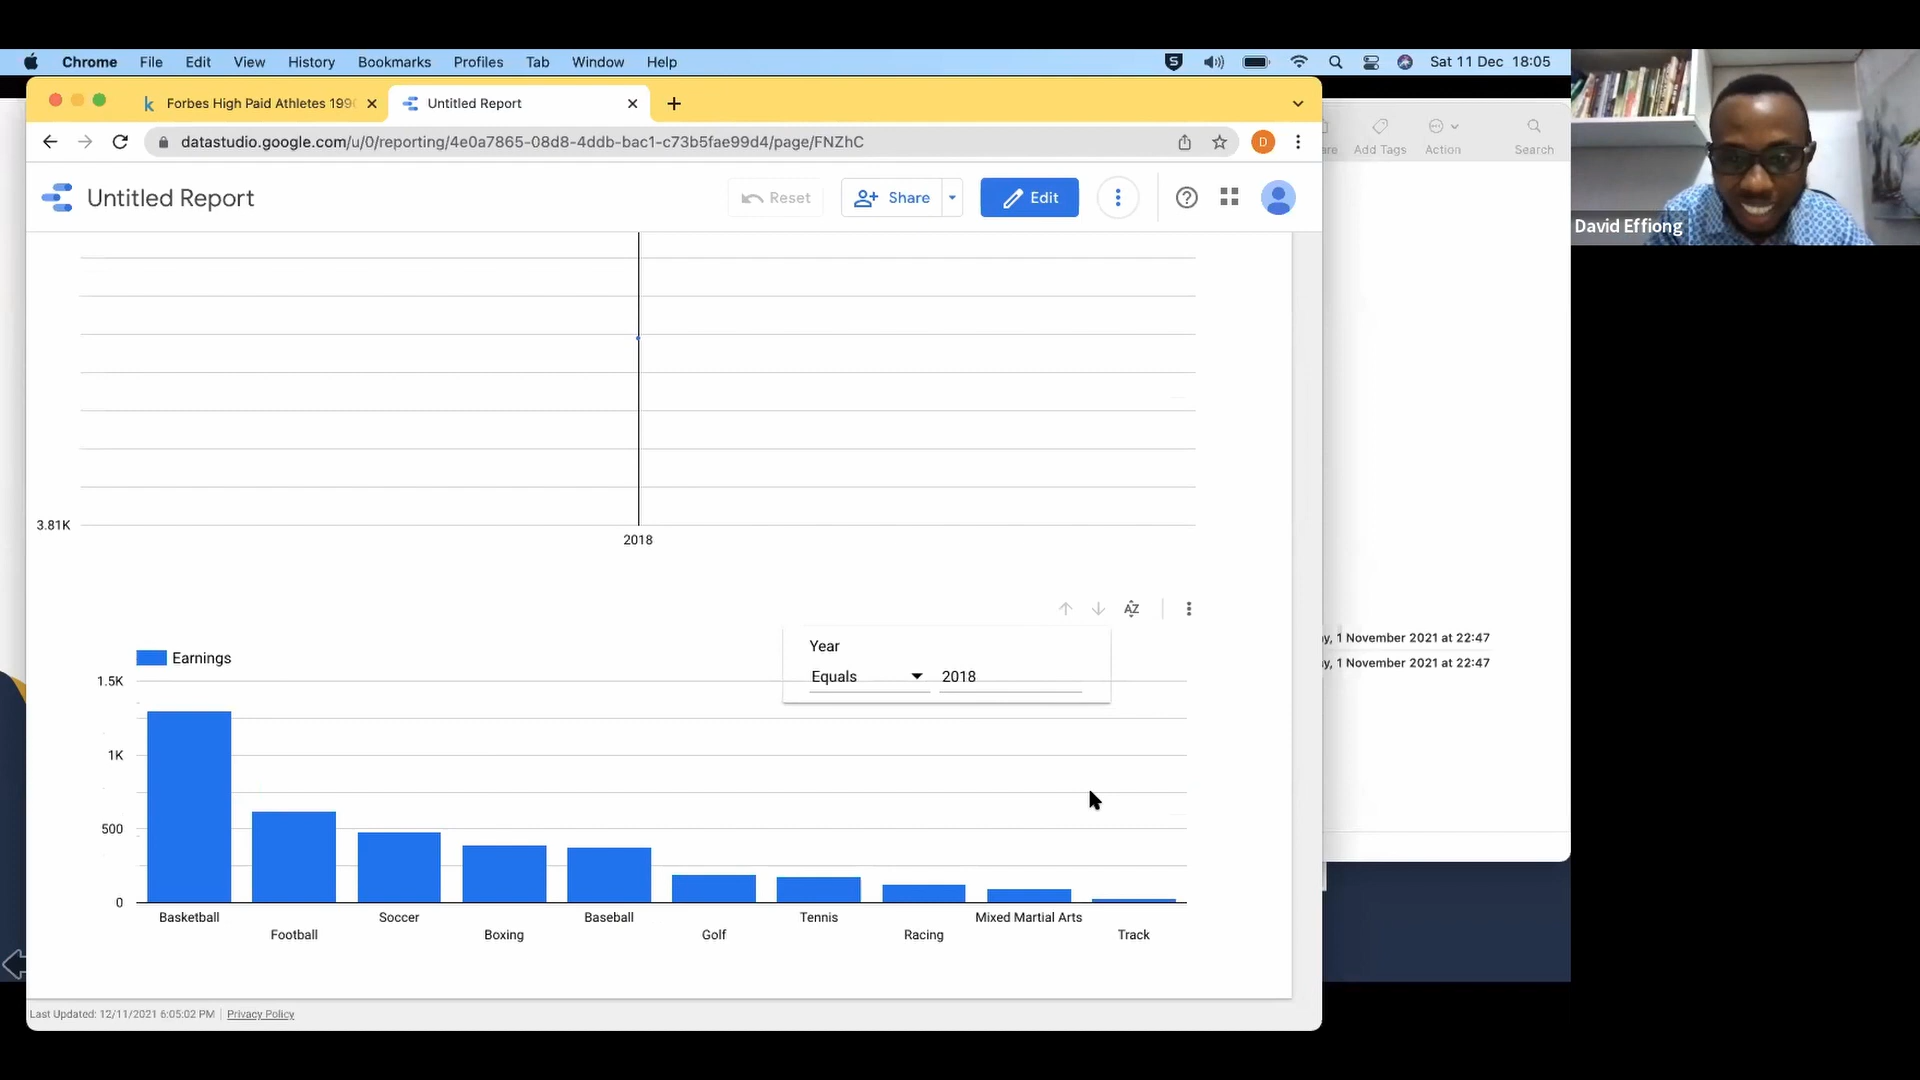 Chrome File Edit View History Bookmarks Profiles Tab Window Help Sat 11 Dec 18:05
Forbes High Paid Athletes 199
Untitled Report
datastudio.google.com/u/0/reporting/4e0a7865-08d8-4ddb-bac1-c73b5fae99d4/page/FNZhC
D
Add Tags Action Search
Untitled Report
Reset Share Edit
David Effiong
3.81K
2018
AZ
Year
Equals 2018
y, 1 November 2021 at 22:47
y, 1 November 2021 at 22:47
Earnings
1.5K
1K
500
0
Basketball Soccer Baseball Tennis Mixed Martial Arts
Football Boxing Golf Racing Track
Last Updated: 12/11/2021 6:05:02 PM Privacy Policy